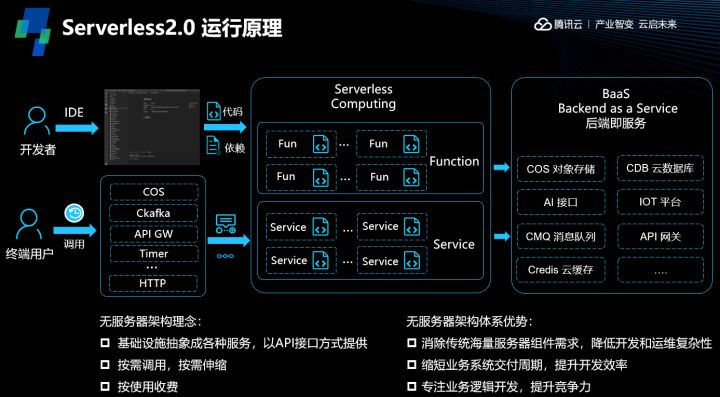 Serverless2.0 运行原理
腾讯云 | 产业智变 云启未来
IDE
开发者
代码
依赖
终端用户
调用
COS
Ckafka
API GW
Timer
...
HTTP
Serverless
Computing
Fun ... Fun
Fun ... Fun
Function
Service ... Service
Service ... Service
Service
BaaS
Backend as a Service
后端即服务
COS 对象存储
CDB 云数据库
AI 接口
IOT 平台
CMQ 消息队列
API 网关
Credis 云缓存
....
无服务器架构理念：
基础设施抽象成各种服务，以API接口方式提供
按需调用，按需伸缩
按使用收费
无服务器架构体系优势：
消除传统海量服务器组件需求，降低开发和运维复杂性
缩短业务系统交付周期，提升开发效率
专注业务逻辑开发，提升竞争力